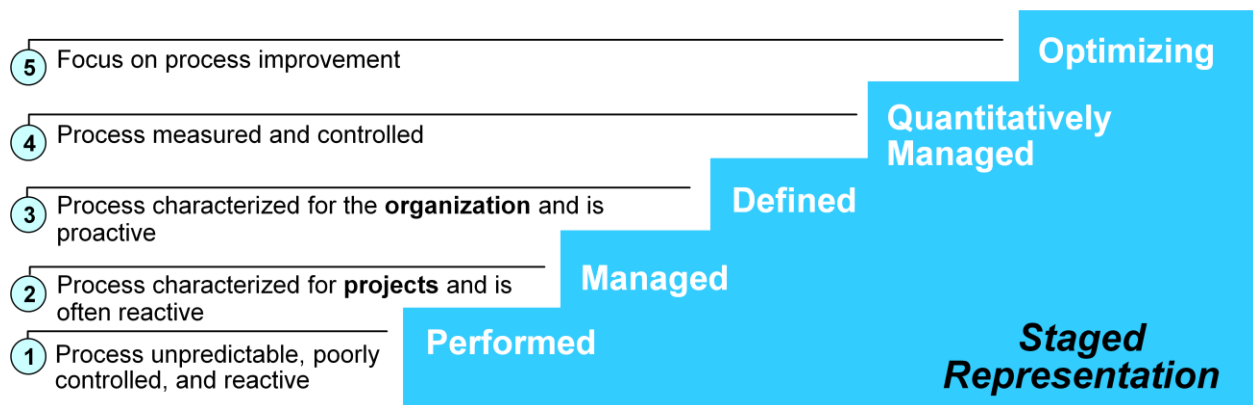 Optimizing
5 Focus on process improvement
Quantitatively
Managed
4 Process measured and controlled
Defined
3 Process characterized for the organization and is
proactive
Managed
2 Process characterized for projects and is
often reactive
Performed
1 Process unpredictable, poorly
controlled, and reactive
Staged
Representation